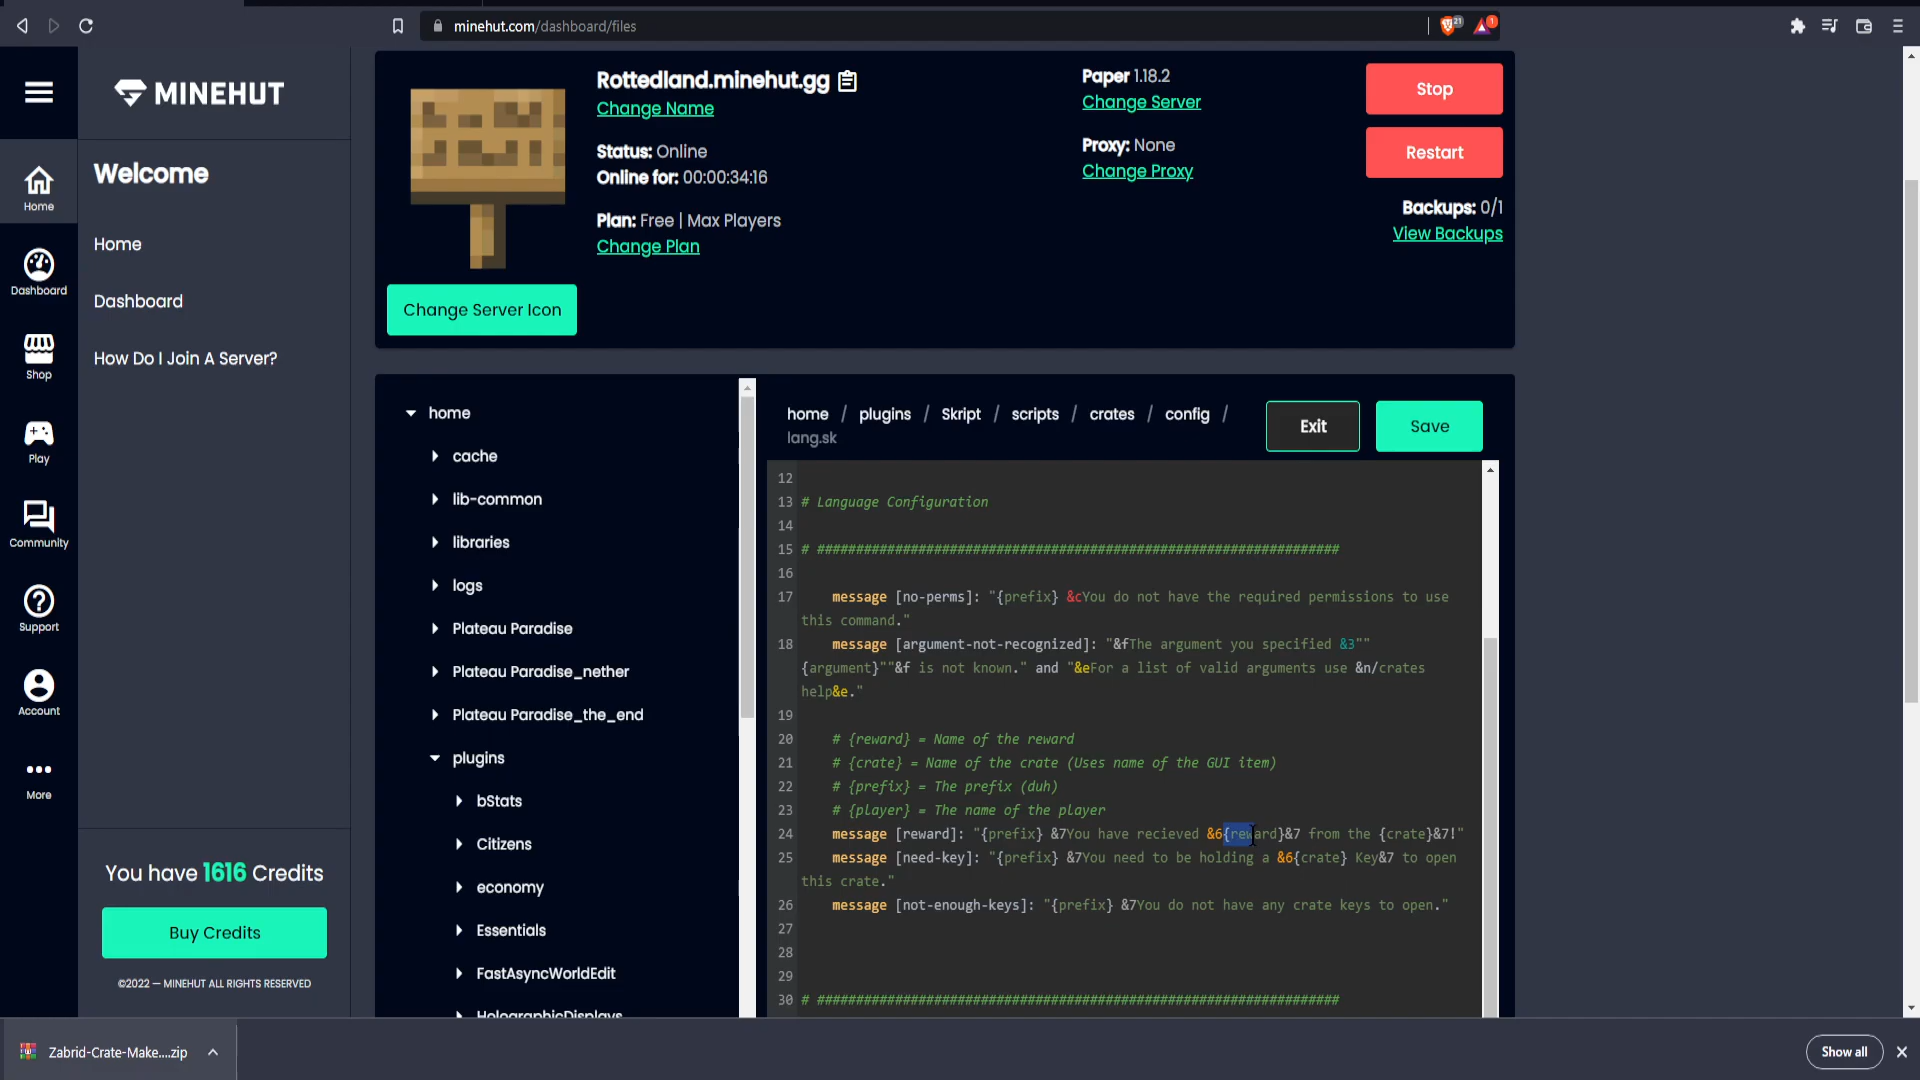 minehut.com/dashboard/files
21
1
MINEHUT
Welcome
Home
Dashboard
How Do I Join A Server?
Home
Dashboard
Shop
Play
Community
Support
Account
More
You have 1616 Credits
Buy Credits
©2022 — MINEHUT ALL RIGHTS RESERVED
Rottedland.minehut.gg
Change Name
Status: Online
Online for: 00:00:34:16
Plan: Free | Max Players
Change Plan
Change Server Icon
Paper 1.18.2
Change Server
Proxy: None
Change Proxy
Stop
Restart
Backups: 0/1
View Backups
home
cache
lib-common
libraries
logs
Plateau Paradise
Plateau Paradise_nether
Plateau Paradise_the_end
plugins
bStats
Citizens
economy
Essentials
FastAsyncWorldEdit
HolographicDisplays
home / plugins / Skript / scripts / crates / config /
lang.sk
Exit
Save
12
13 # Language Configuration
14
15 # ###################################################################
16
17 message [no-perms]: "{prefix} &cYou do not have the required permissions to use
this command."
18 message [argument-not-recognized]: "&fThe argument you specified &3""
{argument}""&f is not known." and "&eFor a list of valid arguments use &n/crates
help&e."
19
20 # {reward} = Name of the reward
21 # {crate} = Name of the crate (Uses name of the GUI item)
22 # {prefix} = The prefix (duh)
23 # {player} = The name of the player
24 message [reward]: "{prefix} &7You have recieved &6{reward}&7 from the {crate}&7!"
25 message [need-key]: "{prefix} &7You need to be holding a &6{crate} Key&7 to open
this crate."
26 message [not-enough-keys]: "{prefix} &7You do not have any crate keys to open."
27
28
29
30 # ###################################################################
Zabrid-Crate-Make....zip
Show all